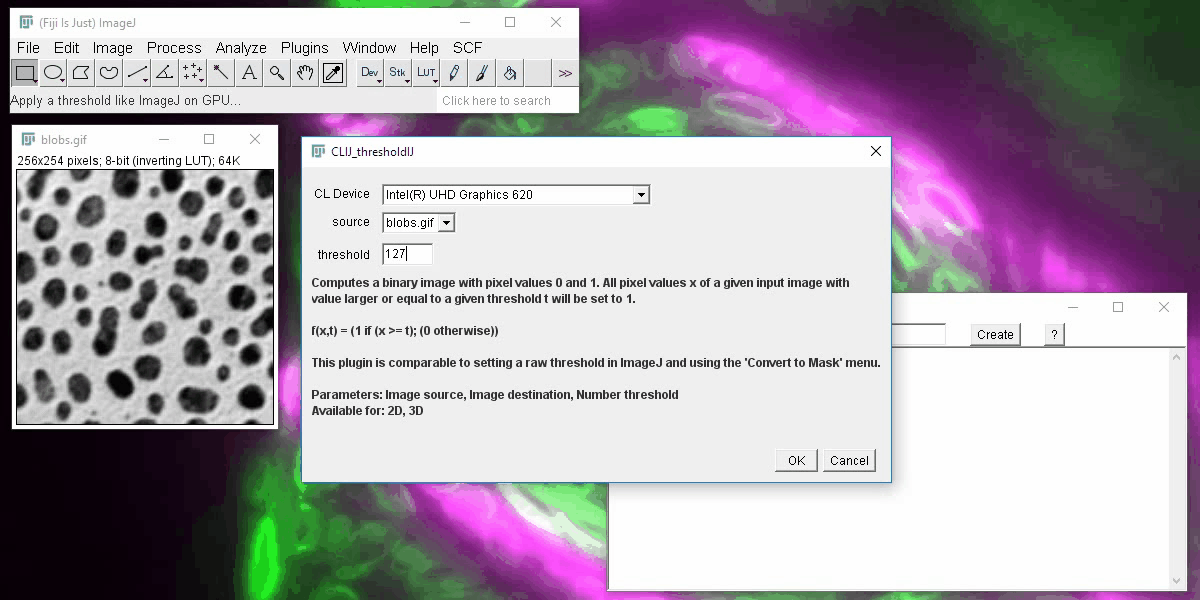 (Fiji Is Just) ImageJ
File Edit Image Process Analyze Plugins Window Help SCF
Dev Stk LUT >>
Apply a threshold like ImageJ on GPU... Click here to search
blobs.gif
256x254 pixels; 8-bit (inverting LUT); 64K
CLIJ_thresholdIJ
CL Device Intel(R) UHD Graphics 620
source blobs.gif
threshold 127
Computes a binary image with pixel values 0 and 1. All pixel values x of a given input image with
value larger or equal to a given threshold t will be set to 1.
f(x,t) = (1 if (x >= t); (0 otherwise))
This plugin is comparable to setting a raw threshold in ImageJ and using the 'Convert to Mask' menu.
Parameters: Image source, Image destination, Number threshold
Available for: 2D, 3D
OK Cancel
Create ?